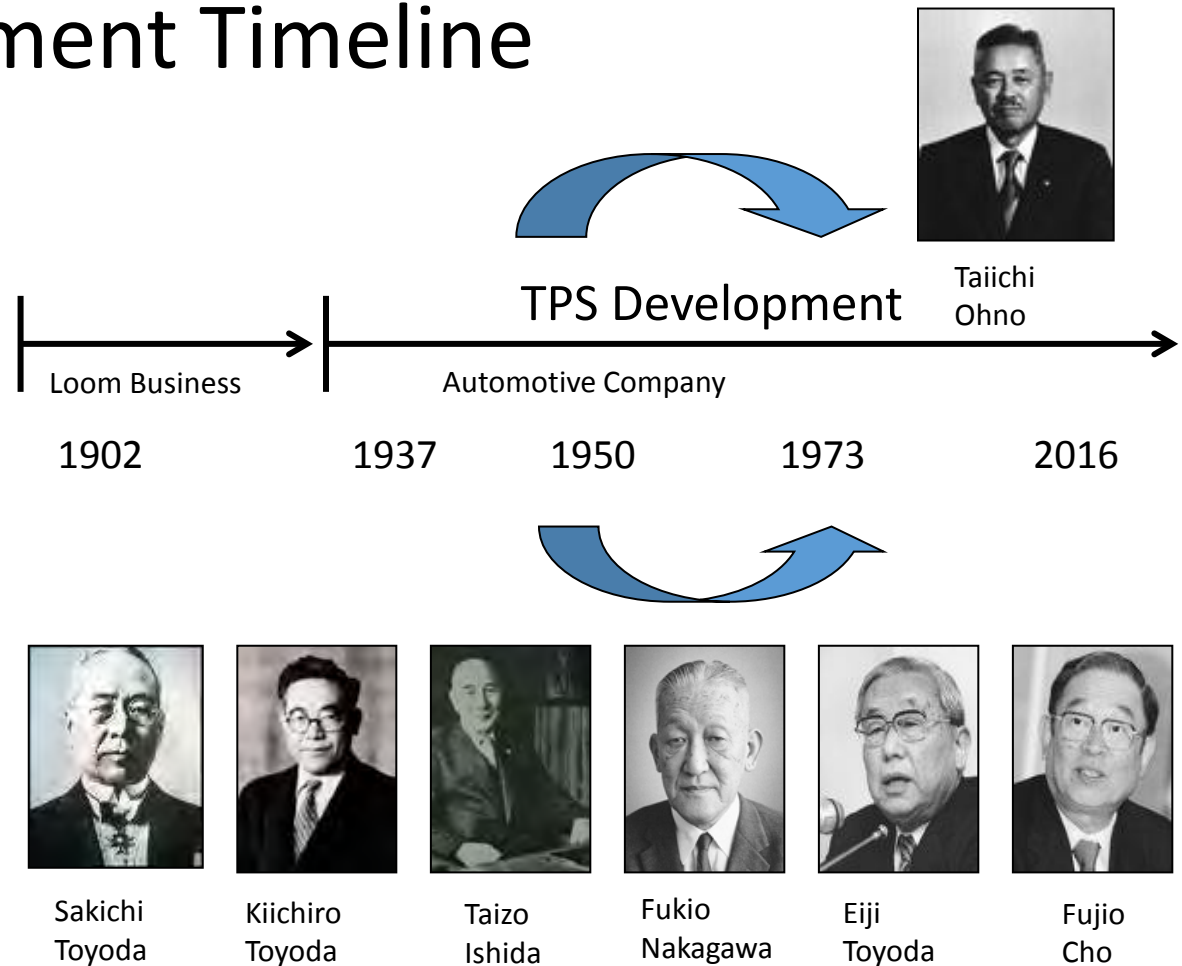 ment Timeline
Taiichi
Ohno
TPS Development
Loom Business
Automotive Company
1902
1937
1950
1973
2016
Sakichi
Toyoda
Kiichiro
Toyoda
Taizo
Ishida
Fukio
Nakagawa
Eiji
Toyoda
Fujio
Cho